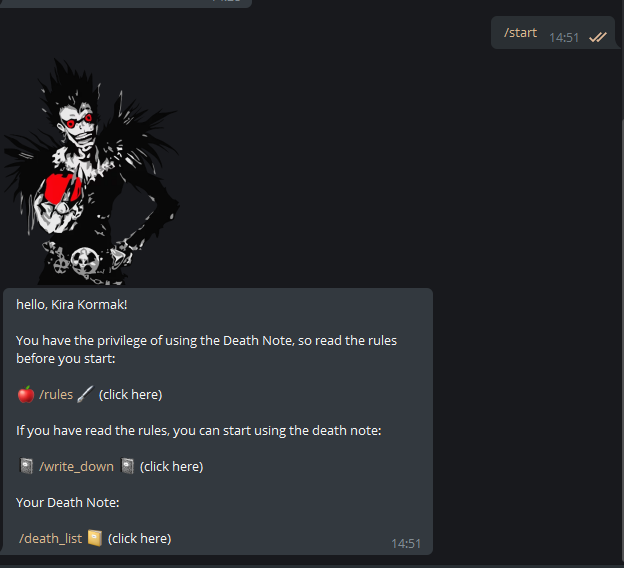 /start 14:51
hello, Kira Kormak!
You have the privilege of using the Death Note, so read the rules
before you start:
/rules (click here)
If you have read the rules, you can start using the death note:
/write_down (click here)
Your Death Note:
/death_list (click here)
14:51